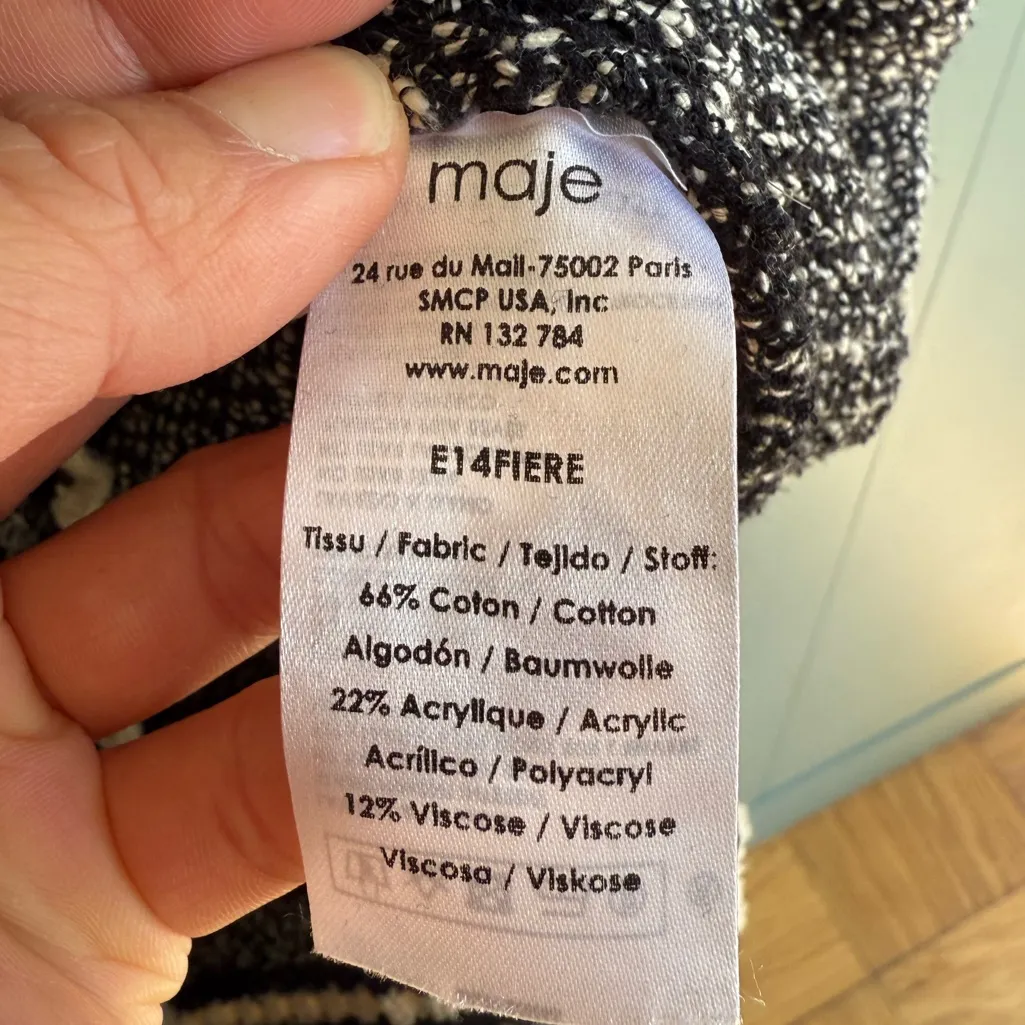 maje
24 rue du Mail-75002 Paris
SMCP USA, Inc
RN 132 784
www.maje.com
E14FIERE
Tissu / Fabric / Tejido / Stoff:
66% Coton / Cotton
Algodón / Baumwolle
22% Acrylique / Acrylic
Acrílico / Polyacryl
12% Viscose / Viscose
Viscosa / Viskose